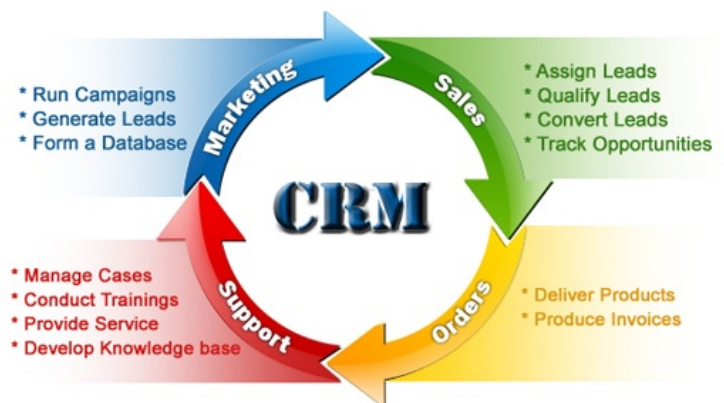 Marketing
* Run Campaigns
* Generate Leads
* Form a Database
Sales
* Assign Leads
* Qualify Leads
* Convert Leads
* Track Opportunities
CRM
Support
* Manage Cases
* Conduct Trainings
* Provide Service
* Develop Knowledge base
Orders
* Deliver Products
* Produce Invoices